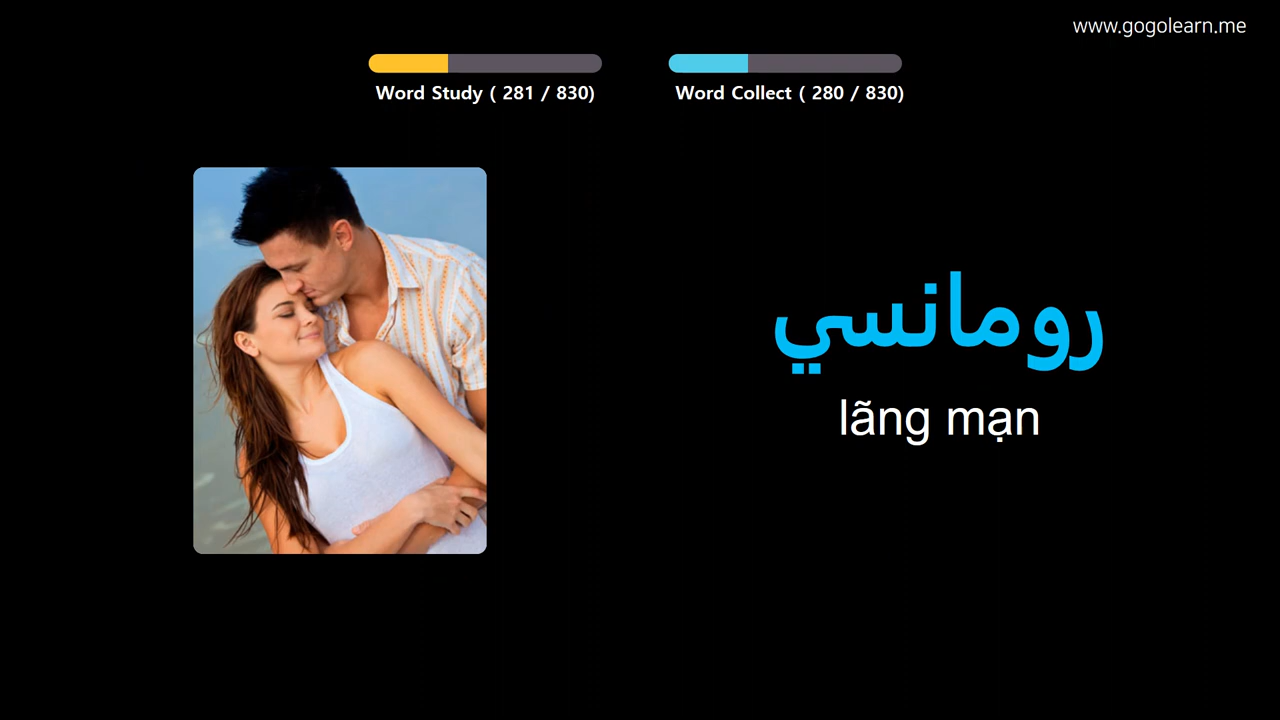 www.gogolearn.me
Word Study ( 281 / 830)
Word Collect ( 280 / 830)
رومانسي
lãng mạn